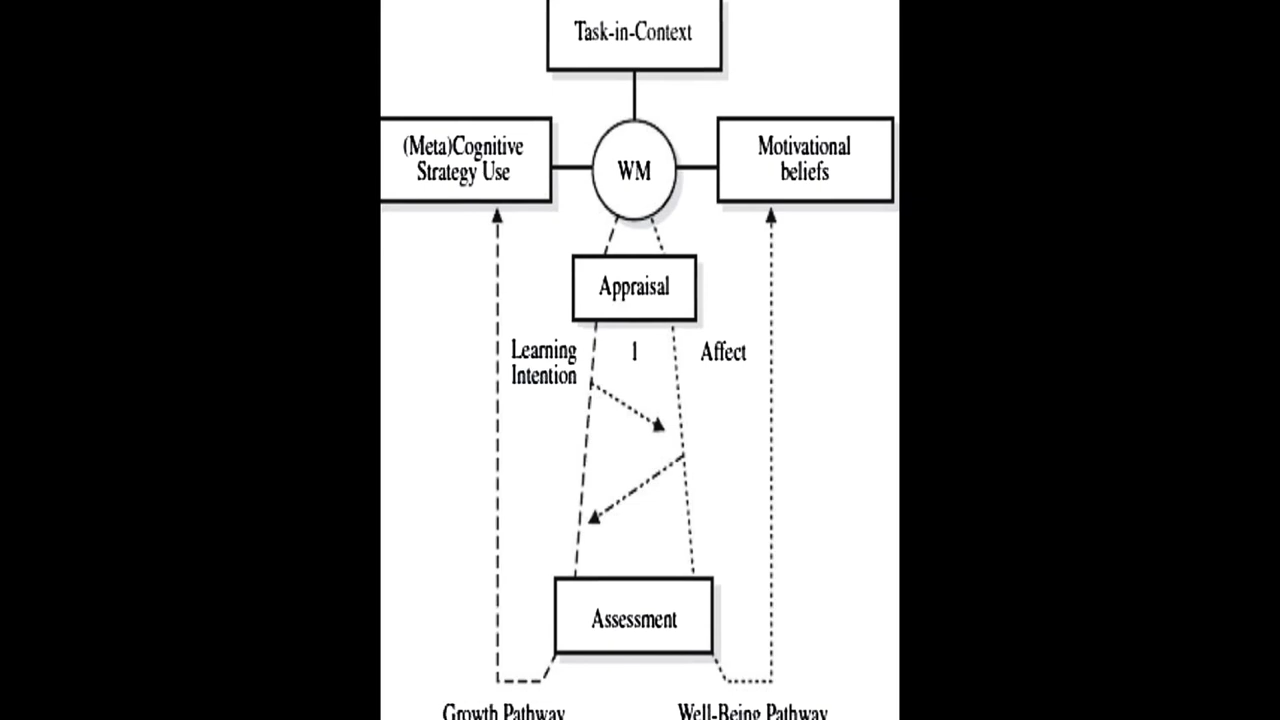 Task-in-Context
(Meta)Cognitive
Strategy Use
WM
Motivational
beliefs
Appraisal
Learning
Intention
1
Affect
Assessment
Growth Pathway
Well-Being Pathway